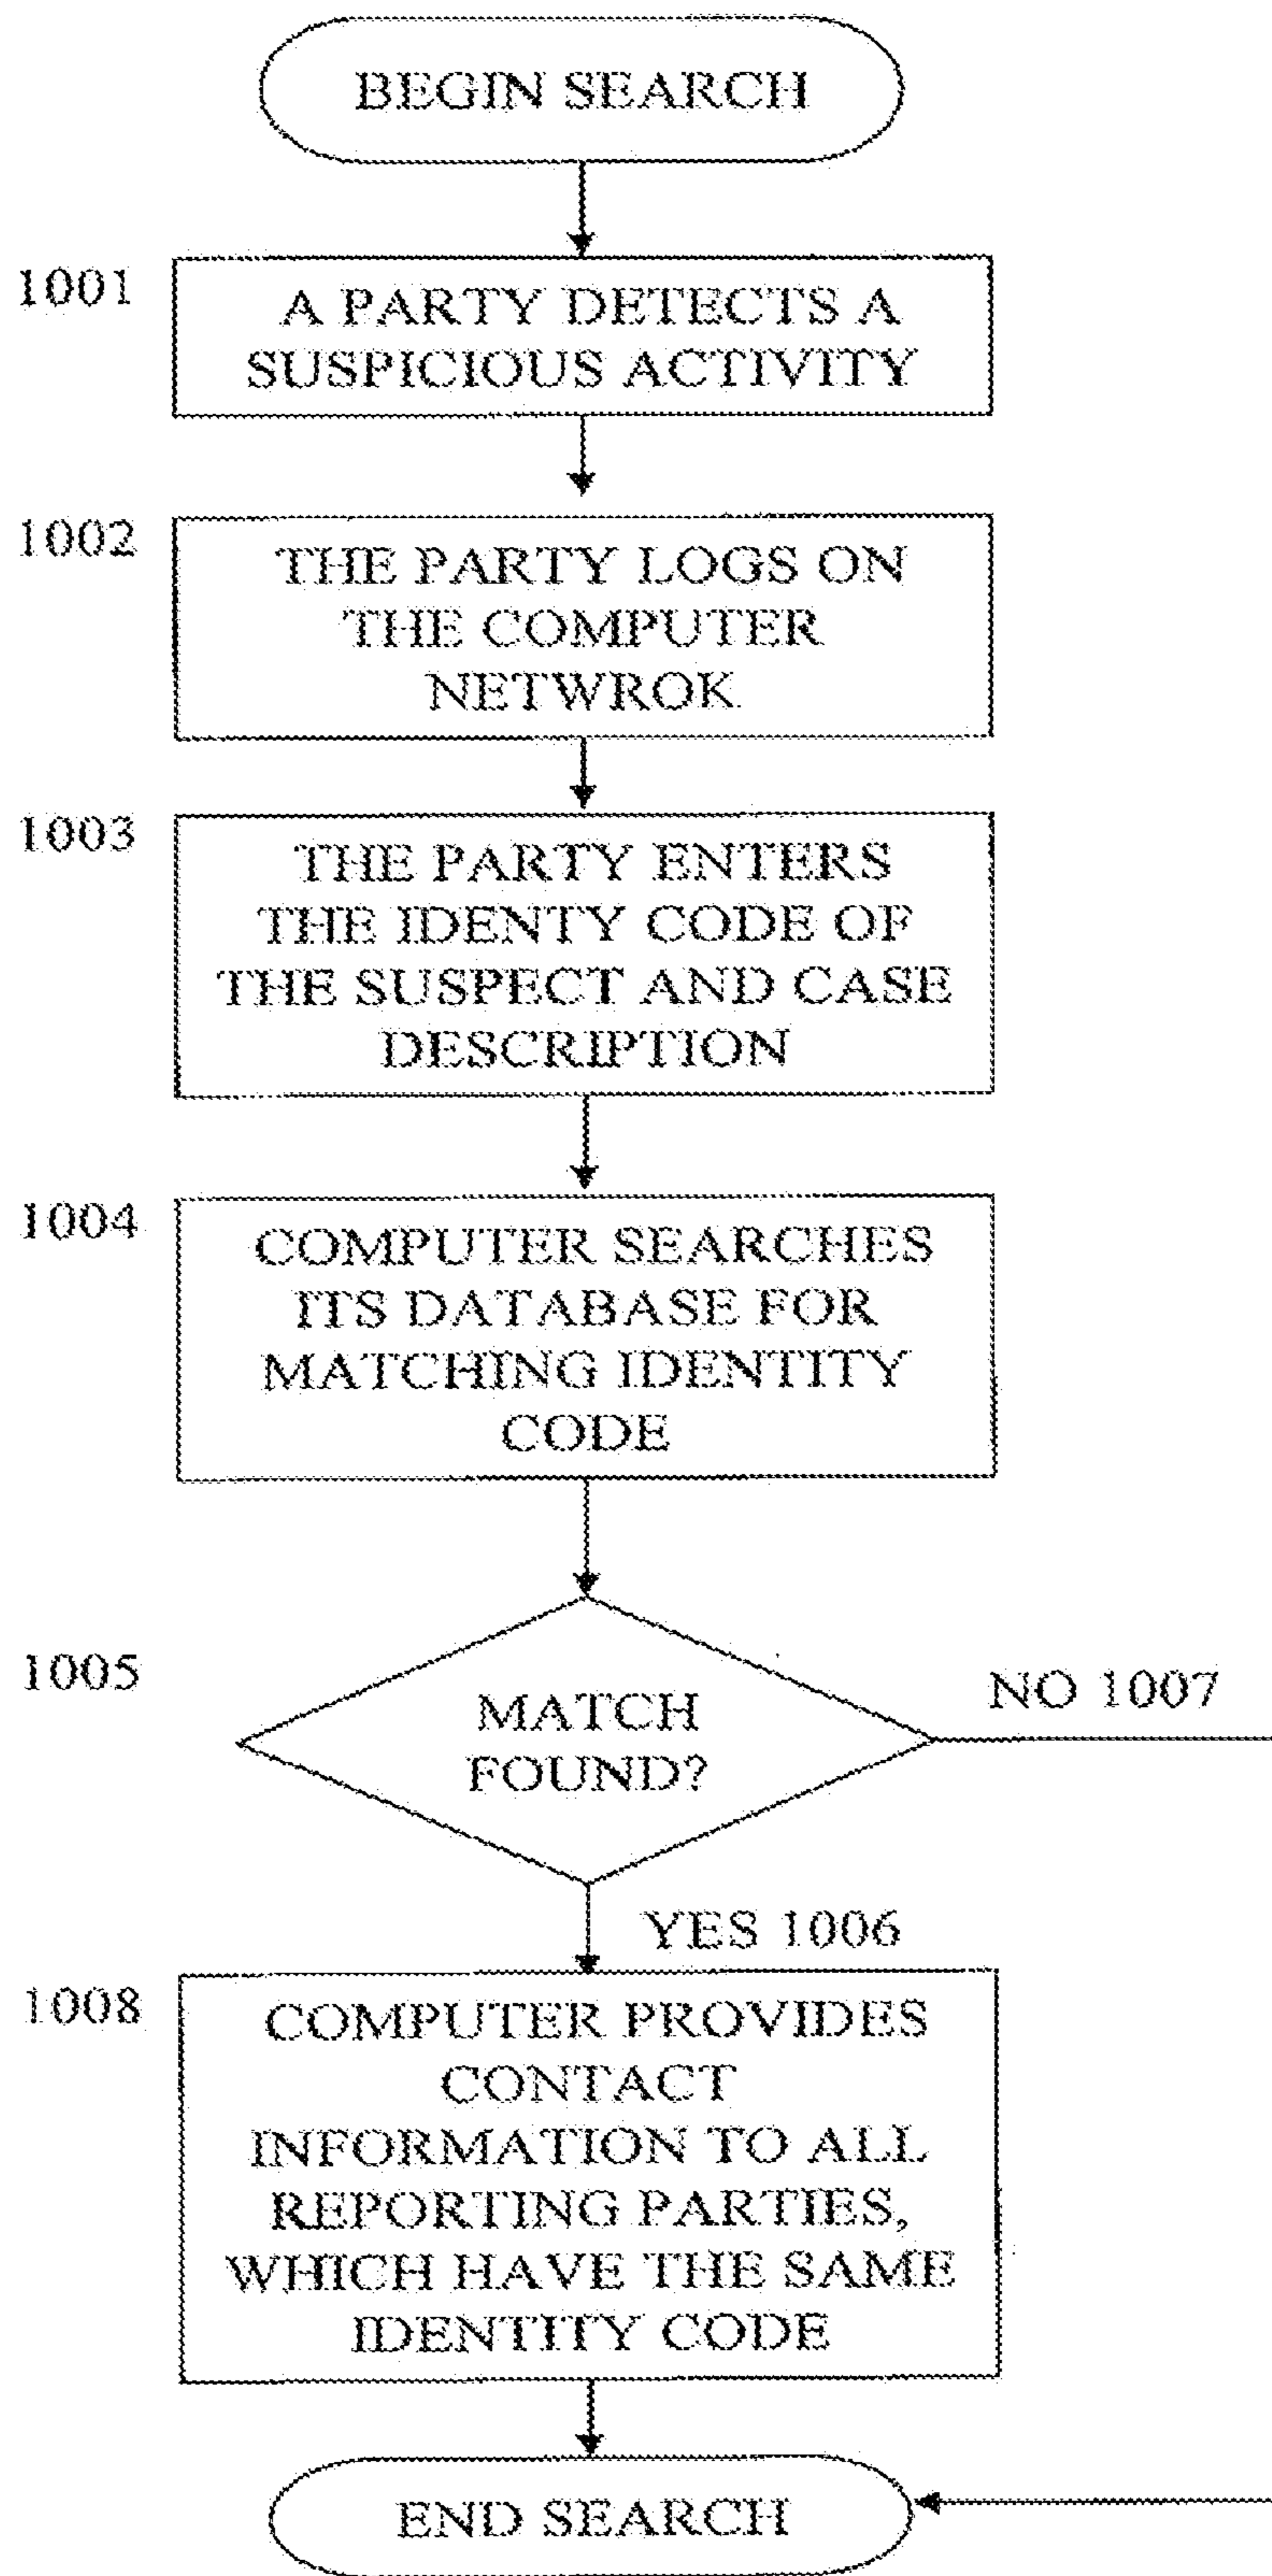 BEGIN SEARCH
1001
A PARTY DETECTS A
SUSPICIOUS ACTIVITY
1002
THE PARTY LOGS ON
THE COMPUTER
NETWROK
1003
THE PARTY ENTERS
THE IDENTY CODE OF
THE SUSPECT AND CASE
DESCRIPTION
1004
COMPUTER SEARCHES
ITS DATABASE FOR
MATCHING IDENTITY
CODE
1005
MATCH
FOUND?
NO 1007
YES 1006
1008
COMPUTER PROVIDES
CONTACT
INFORMATION TO ALL
REPORTING PARTIES,
WHICH HAVE THE SAME
IDENTITY CODE
END SEARCH